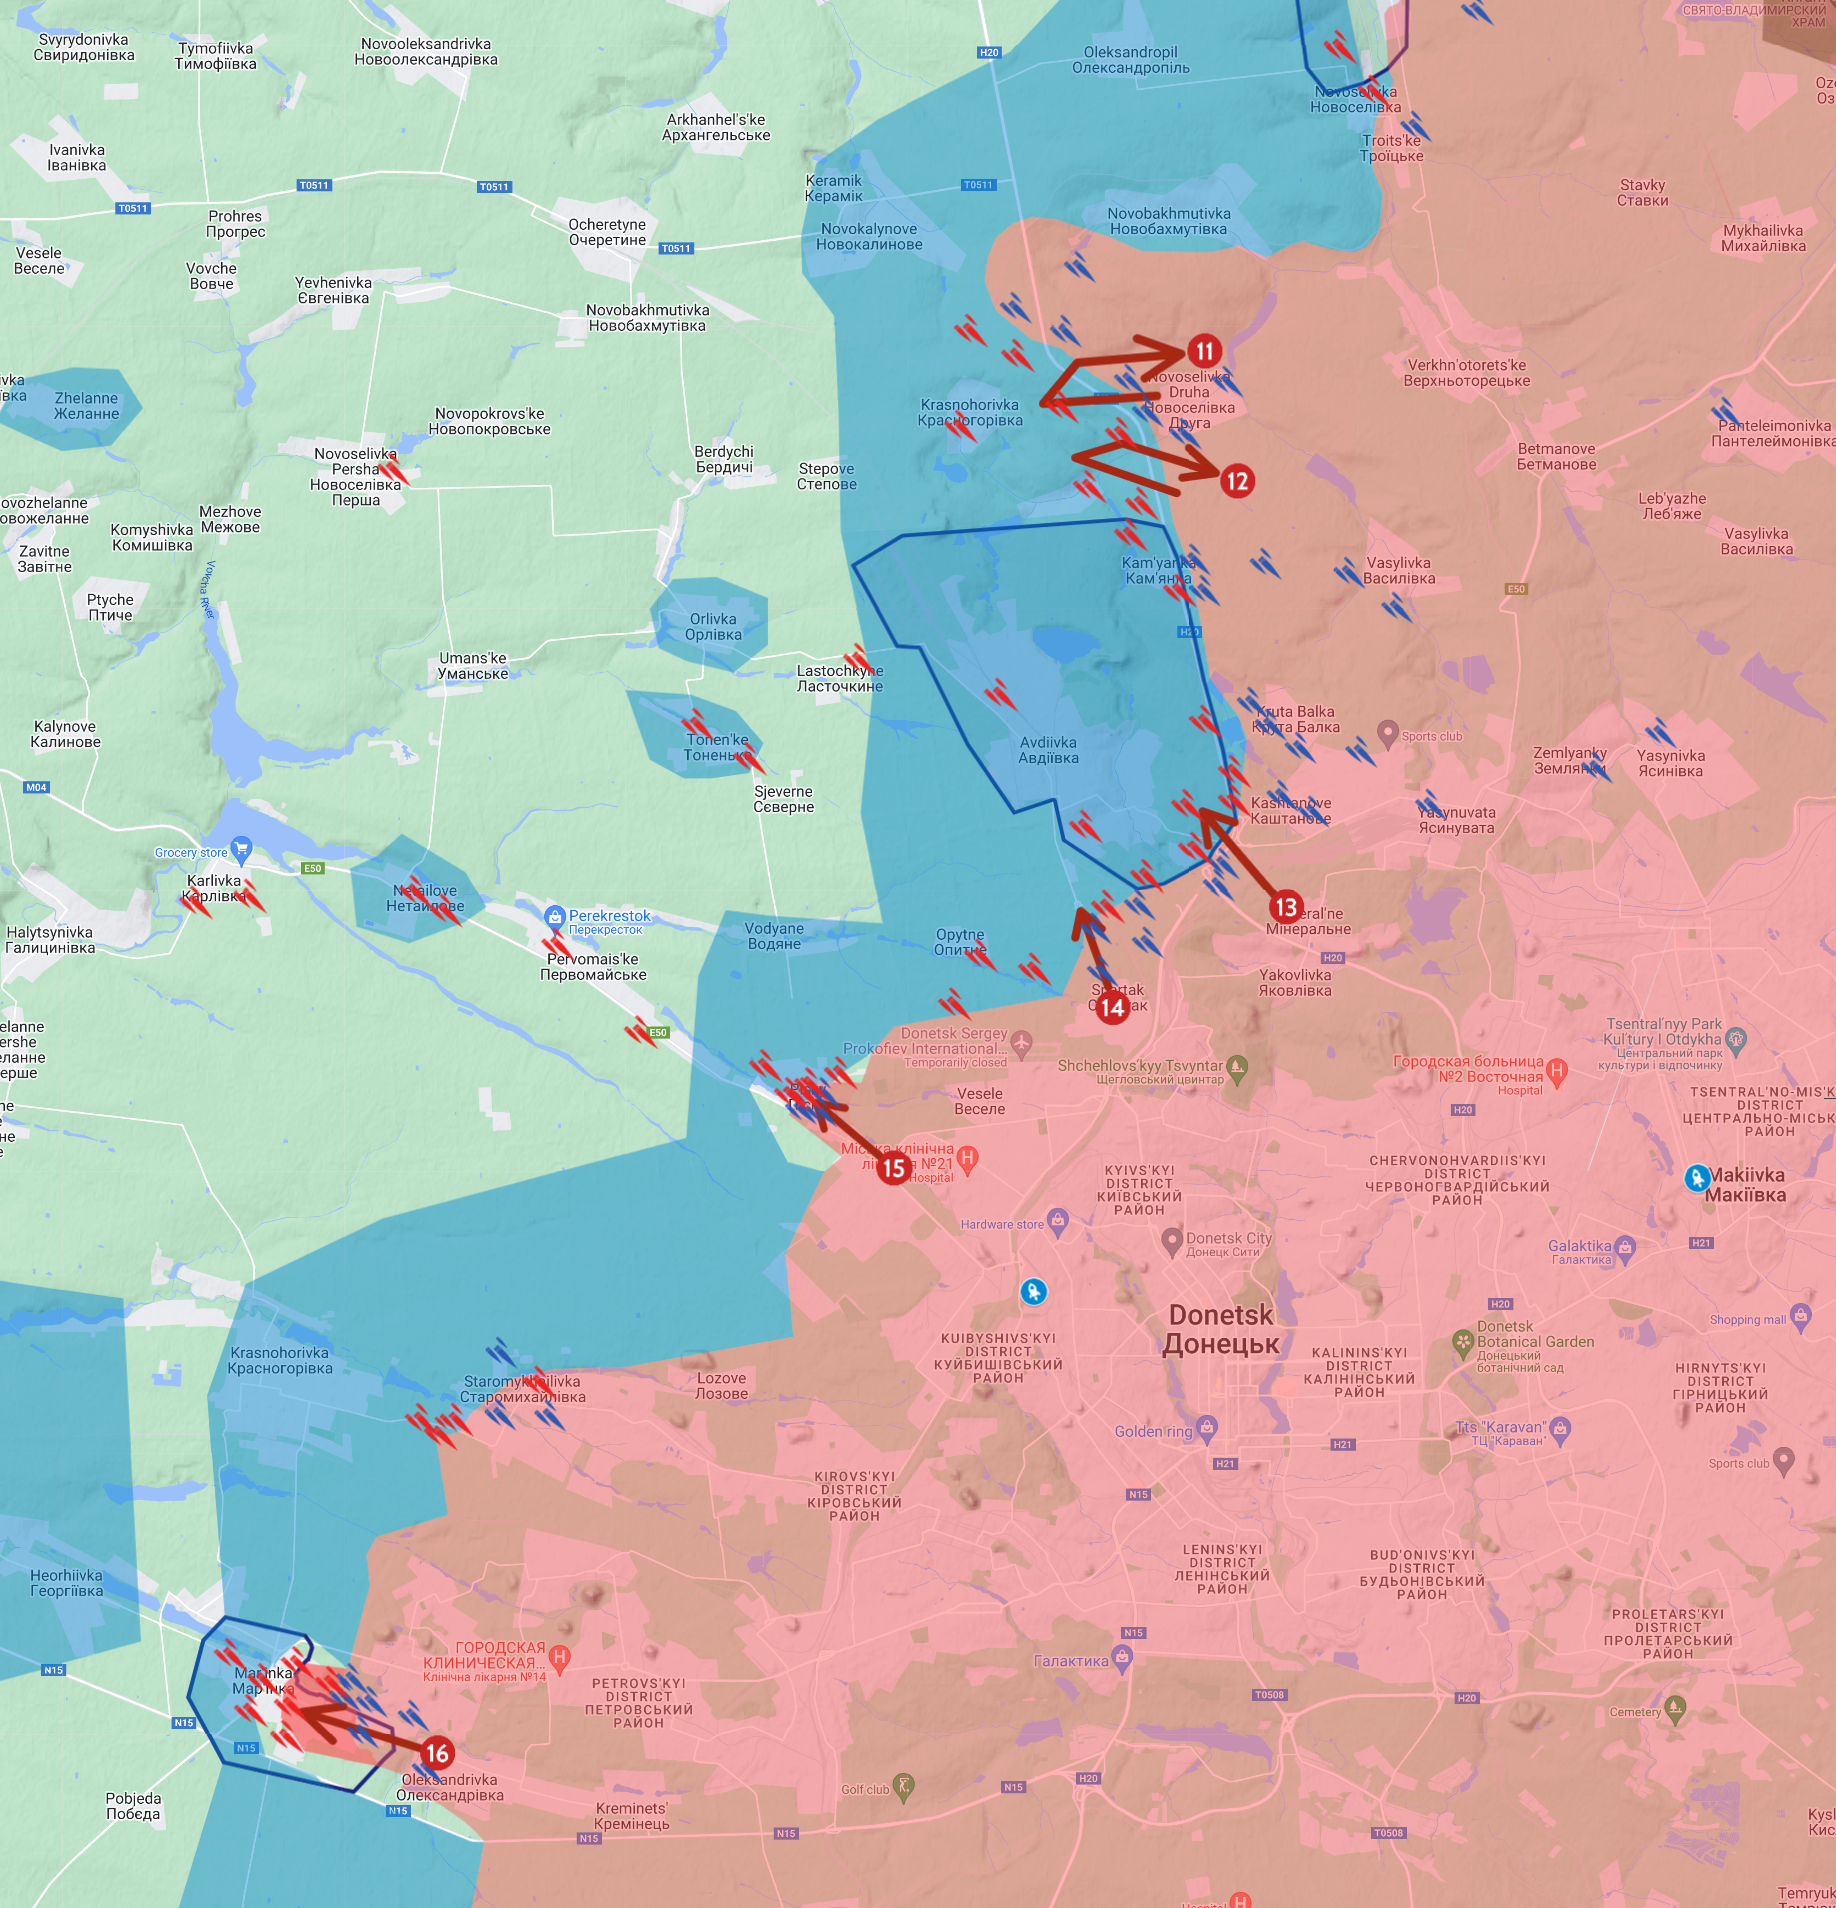 Svyrydonivka
Свиридонівка
Tymofiivka
Тимофіївка
Novooleksandrivka
Новоолександрівка
H20
Oleksandropil
Олександропіль
СВЯТО-ВЛАДИМИРСКИЙ
ХРАМ
Arkhanhel's'ke
Архангельське
Novoselivka
Новоселівка
Troits'ke
Троїцьке
Ivanivka
Іванівка
T0511
T0511
T0511
T0511
T0511
Keramik
Керамік
Stavky
Ставки
Prohres
Прогрес
Ocheretyne
Очеретине
Novokalynove
Новокалинове
Novobakhmutivka
Новобахмутівка
Mykhailivka
Михайлівка
Vesele
Веселе
Vovche
Вовче
Yevhenivka
Євгенівка
Novobakhmutivka
Новобахмутівка
11
Verkhn'otorets'ke
Верхньоторецьке
Zhelanne
Желанне
Novopokrovs'ke
Новопокровське
Krasnohorivka
Красногорівка
Novoselivka
Druha
Новоселівка
Друга
Panteleimonivka
Пантелеймонівка
Novoselivka
Persha
Новоселівка
Перша
Berdychi
Бердичі
Stepove
Степове
12
Betmanove
Бетманове
Leb'yazhe
Леб'яже
Mezhove
Межове
Komyshivka
Комишівка
Zavitne
Завітне
Vasylivka
Василівка
Vasylivka
Василівка
Kam'yanka
Кам'янка
E50
Vovcha River
Ptyche
Птиче
Orlivka
Орлівка
H20
Umans'ke
Уманське
Lastochkyne
Ласточкине
Kalynove
Калинове
Tonen'ke
Тоненьке
Avdiivka
Авдіївка
Kruta Balka
Крута Балка
Sports club
Zemlyanky
Землянки
Yasynivka
Ясинівка
M04
Sjeverne
Сєверне
Kashtanove
Каштанове
Yasynuvata
Ясинувата
Grocery store
E50
Karlivka
Карлівка
Netailove
Нетайлове
Perekrestok
Перекресток
Pervomais'ke
Первомайське
Halytsynivka
Галицинівка
Vodyane
Водяне
Opytne
Опитне
13
Мінеральне
H20
Yakovlivka
Яковлівка
Spartak
14
E50
Donetsk Sergey
Prokofiev International...
Temporarily closed
Shchehlovs'kyy Tsvyntar
Щегловський цвинтар
Tsentral'nyy Park
Kul'tury I Otdykha
Центральний парк
культури і відпочинку
Городская больница
№2 Восточная
Hospital
Vesele
Веселе
H20
TSENTRAL'NO-MIS'K
DISTRICT
ЦЕНТРАЛЬНО-МІСЬК
РАЙОН
15
Міська клінічна
№21
Hospital
KYIVS'KYI
DISTRICT
КИЇВСЬКИЙ
РАЙОН
CHERVONOHVARDIIS'KYI
DISTRICT
ЧЕРВОНОГВАРДІЙСЬКИЙ
РАЙОН
Makiivka
Макіївка
Hardware store
Donetsk City
Донецк Сити
Galaktika
Галактика
H21
Donetsk
Донецьк
H20
Donetsk
Botanical Garden
Донецький
ботанічний сад
Shopping mall
Krasnohorivka
Красногорівка
Staromykhailivka
Старомихайлівка
Lozove
Лозове
KUIBYSHIVS'KYI
DISTRICT
КУЙБИШІВСЬКИЙ
РАЙОН
KALININS'KYI
DISTRICT
КАЛІНІНСЬКИЙ
РАЙОН
HIRNYTS'KYI
DISTRICT
ГІРНИЦЬКИЙ
РАЙОН
Golden ring
H21
H21
Tts "Karavan"
ТЦ "Караван"
Sports club
KIROVS'KYI
DISTRICT
КІРОВСЬКИЙ
РАЙОН
N15
LENINS'KYI
DISTRICT
ЛЕНІНСЬКИЙ
РАЙОН
BUD'ONIVS'KYI
DISTRICT
БУДЬОНІВСЬКИЙ
РАЙОН
Heorhiivka
Георгіївка
PROLETARS'KYI
DISTRICT
ПРОЛЕТАРСЬКИЙ
РАЙОН
N15
ГОРОДСКАЯ
КЛИНИЧЕСКАЯ...
Клінічна лікарня №14
PETROVS'KYI
DISTRICT
ПЕТРОВСЬКИЙ
РАЙОН
N15
Галактика
T0508
H20
Cemetery
Marinka
Мар'їнка
N15
N15
16
Oleksandrivka
Олександрівка
Pobjeda
Побєда
N15
Kreminets'
Кремінець
N15
N15
Golf club
N15
H20
T0508
Temryuk
Hospital